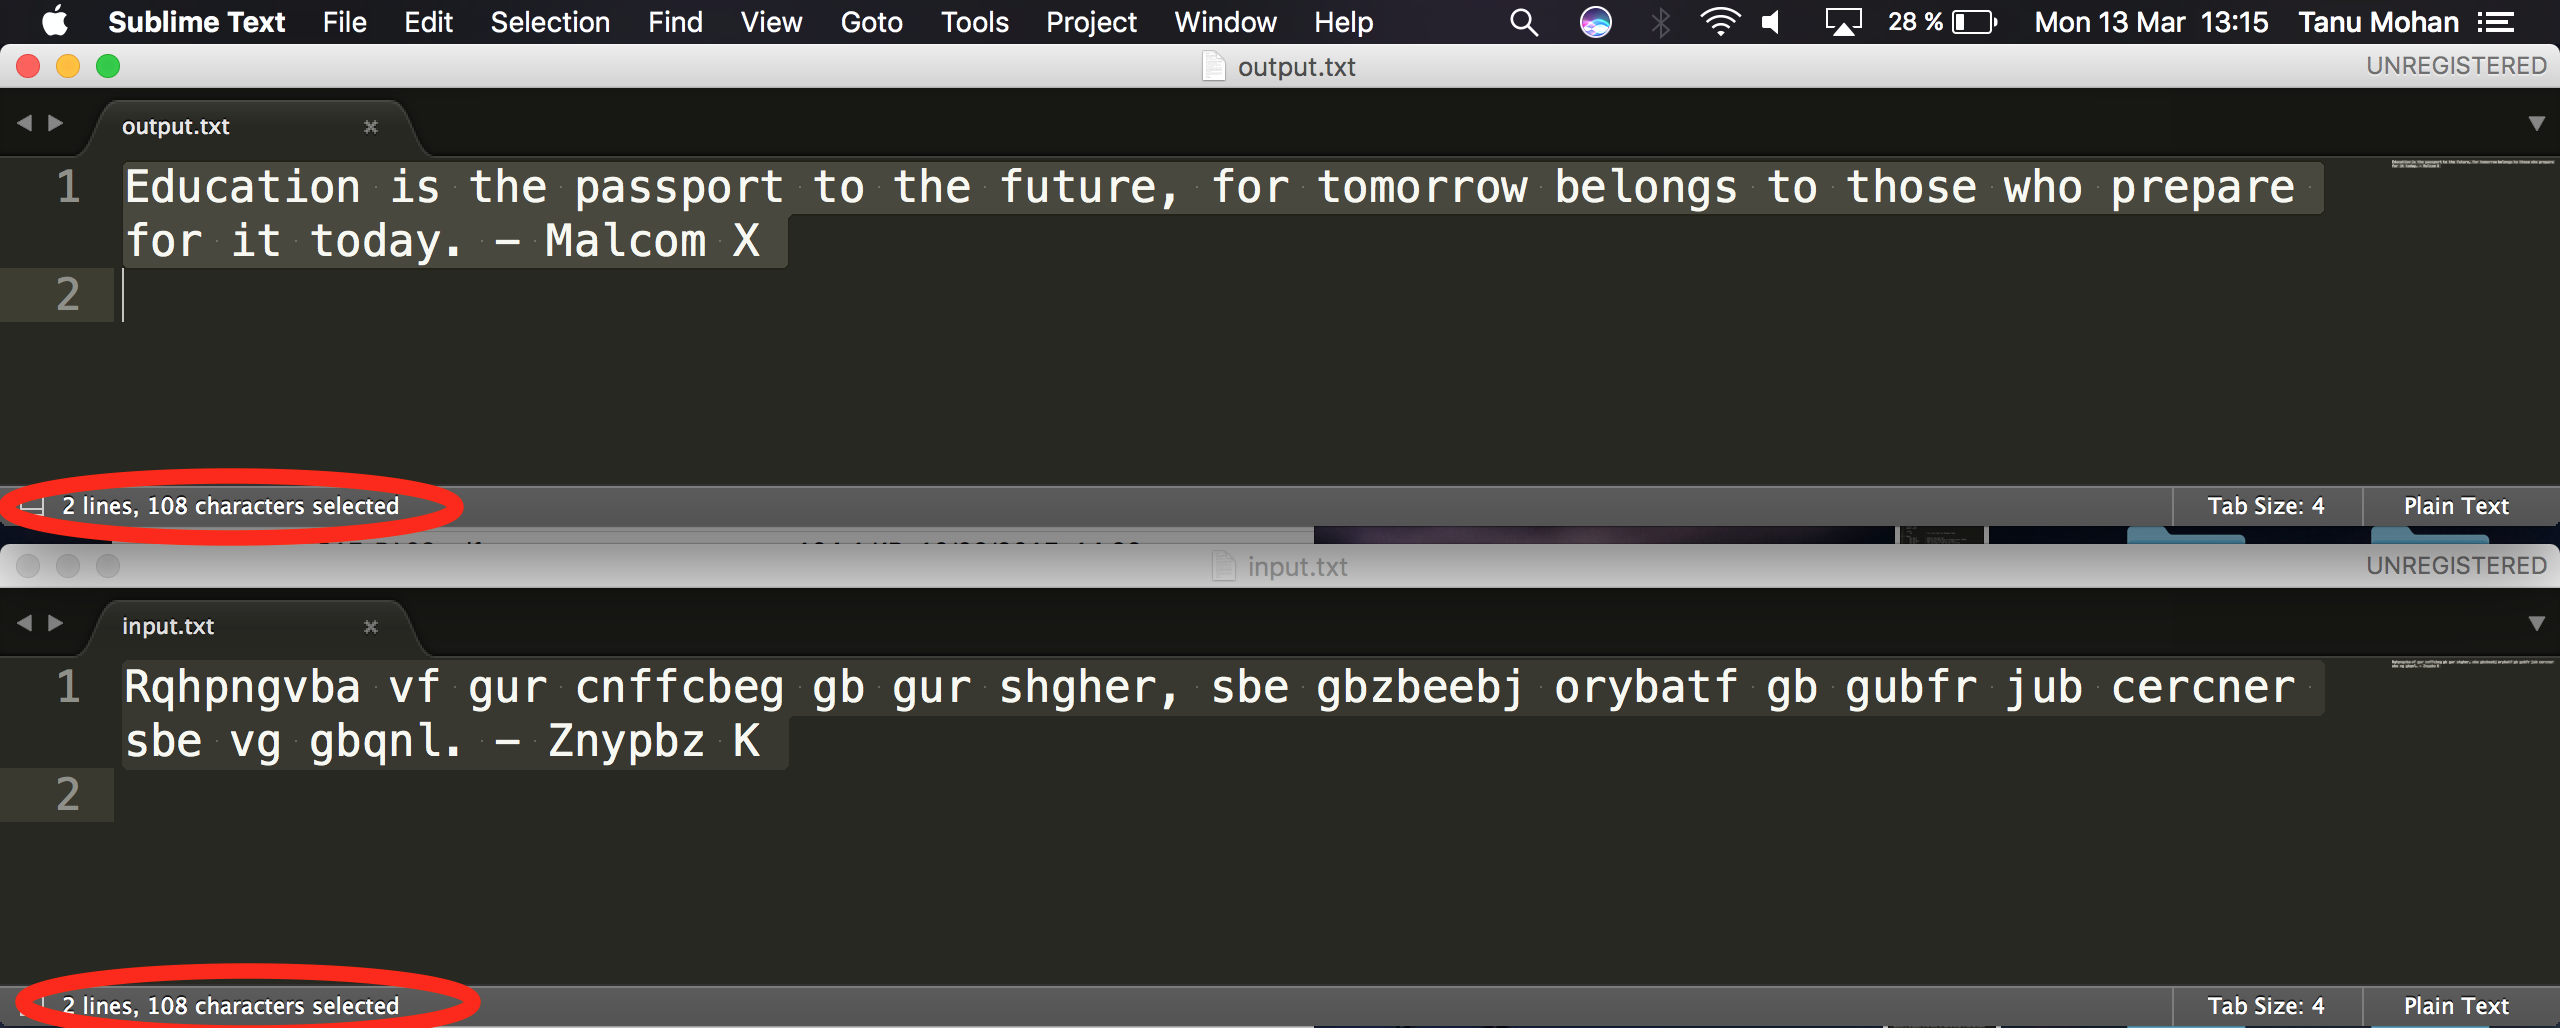 Sublime Text File Edit Selection Find View Goto Tools Project Window Help 28 % Mon 13 Mar 13:15 Tanu Mohan
output.txt UNREGISTERED
output.txt
1 Education is the passport to the future, for tomorrow belongs to those who prepare
for it today. - Malcom X
2
2 lines, 108 characters selected Tab Size: 4 Plain Text
input.txt UNREGISTERED
input.txt
1 Rqhpngvba vf gur cnffcbeg gb gur shgher, sbe gbzbeebj orybatf gb gubfr jub cercner
sbe vg gbqnl. - Znypbz K
2
2 lines, 108 characters selected Tab Size: 4 Plain Text